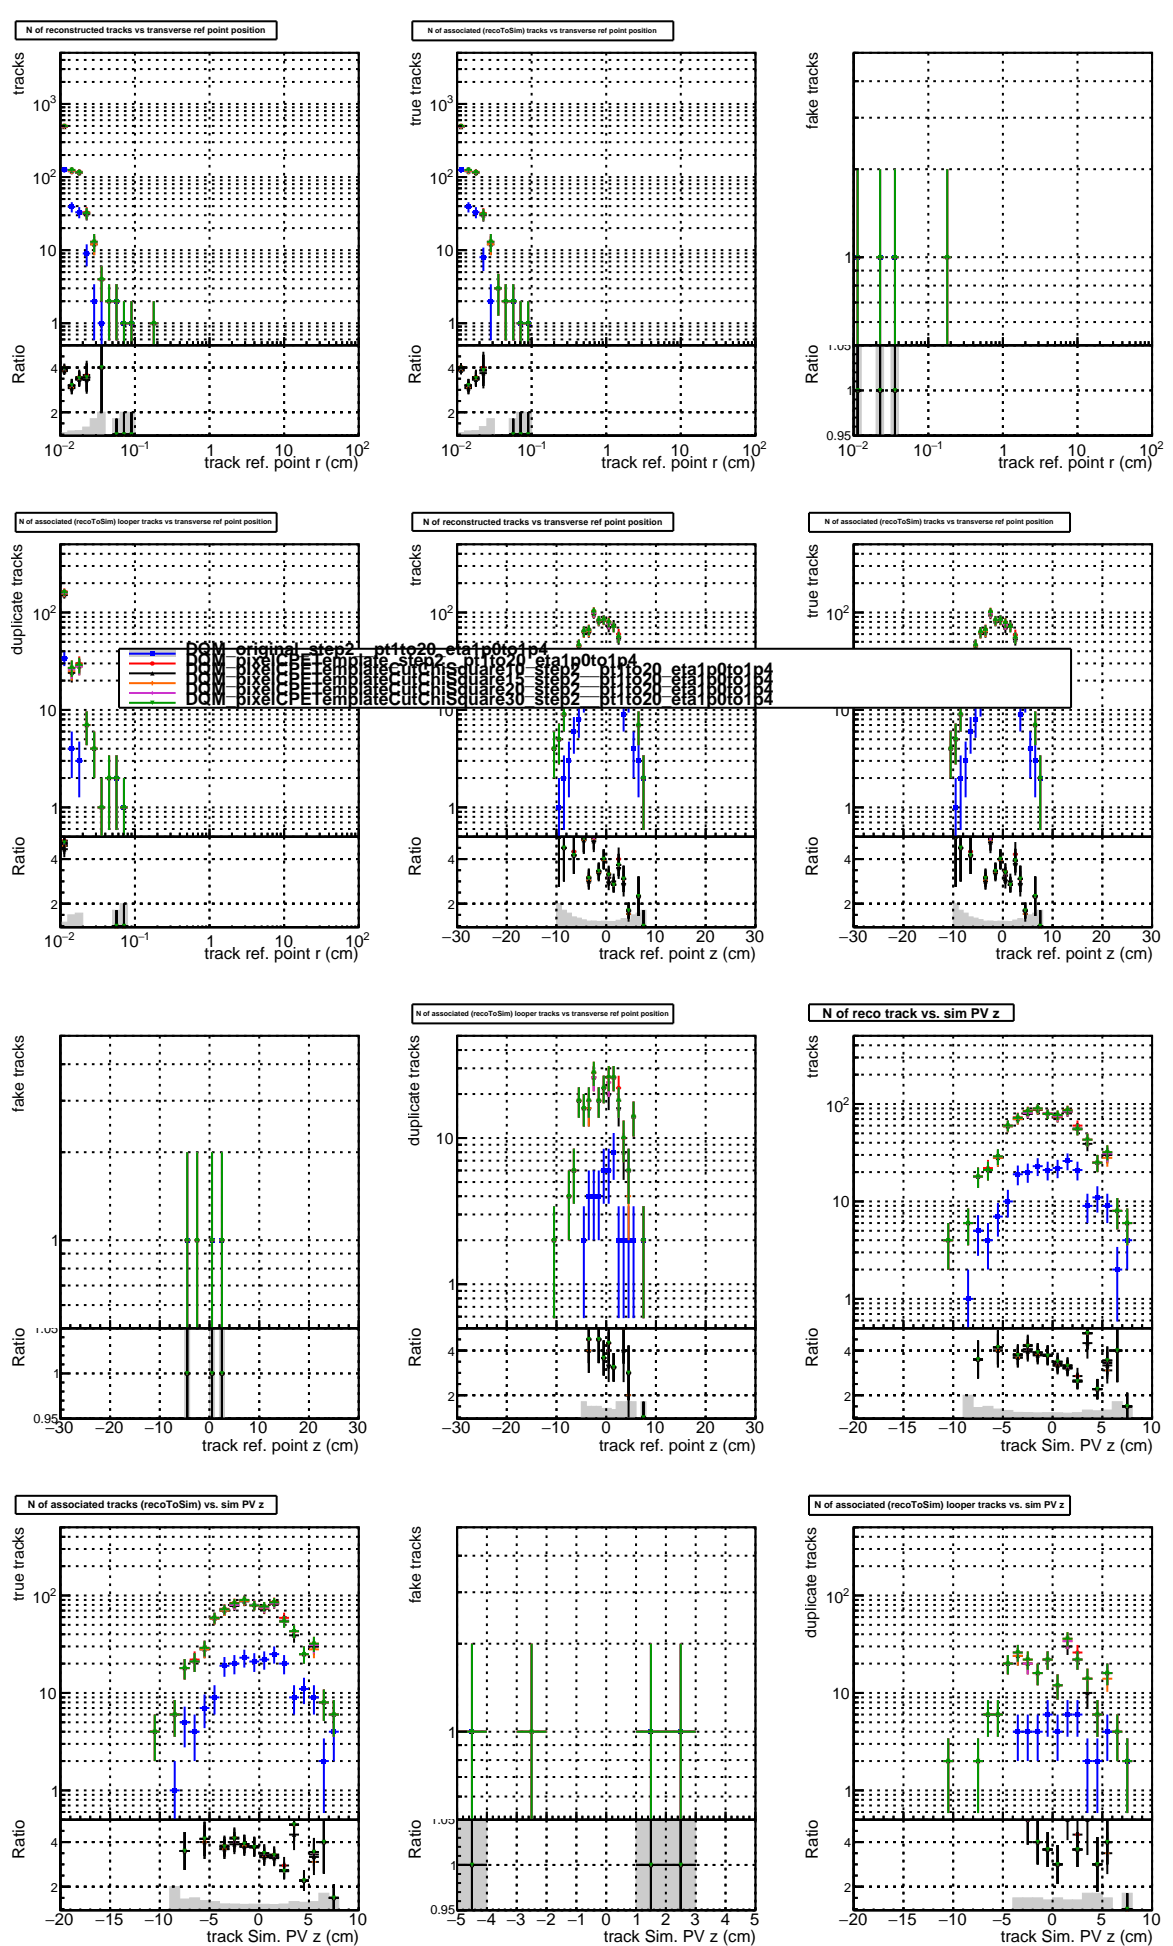 N of reconstructed tracks vs transverse ref point position
N of associated (recoToSim) tracks vs transverse ref point position
tracks
true tracks
fake tracks
10³
10²
10
1
10³
10²
10
1
1
Ratio
4
2
Ratio
4
2
Ratio
1.05
1
0.95
10⁻² 10⁻¹ 1 10 10²
track ref. point r (cm)
10⁻² 10⁻¹ 1 10 10²
track ref. point r (cm)
10⁻² 10⁻¹ 1 10 10²
track ref. point r (cm)
N of associated (recoToSim) looper tracks vs transverse ref point position
N of reconstructed tracks vs transverse ref point position
N of associated (recoToSim) tracks vs transverse ref point position
duplicate tracks
tracks
true tracks
10²
10
1
10
1
10²
10
1
DQM_original_step2__pt1to20_eta1p0to1p4
DQM_pixelCPETemplate_step2__pt1to20_eta1p0to1p4
DQM_pixelCPETemplateCutChiSquare15_step2__pt1to20_eta1p0to1p4
DQM_pixelCPETemplateCutChiSquare20_step2__pt1to20_eta1p0to1p4
DQM_pixelCPETemplateCutChiSquare30_step2__pt1to20_eta1p0to1p4
Ratio
4
2
Ratio
4
2
Ratio
4
2
10⁻² 10⁻¹ 1 10 10²
track ref. point r (cm)
−30 −20 −10 0 10 20 30
track ref. point z (cm)
−30 −20 −10 0 10 20 30
track ref. point z (cm)
N of associated (recoToSim) looper tracks vs transverse ref point position
N of reco track vs. sim PV z
fake tracks
duplicate tracks
tracks
1
10
1
10²
10
1
Ratio
1.05
1
0.95
Ratio
4
2
Ratio
4
2
−30 −20 −10 0 10 20 30
track ref. point z (cm)
−30 −20 −10 0 10 20 30
track ref. point z (cm)
−20 −15 −10 −5 0 5 10
track Sim. PV z (cm)
N of associated tracks (recoToSim) vs. sim PV z
N of associated (recoToSim) looper tracks vs. sim PV z
true tracks
fake tracks
duplicate tracks
10²
10
1
1
10²
10
1
Ratio
4
2
Ratio
1.05
1
0.95
Ratio
4
2
−20 −15 −10 −5 0 5 10
track Sim. PV z (cm)
−5 −4 −3 −2 −1 0 1 2 3 4 5
track Sim. PV z (cm)
−20 −15 −10 −5 0 5 10
track Sim. PV z (cm)